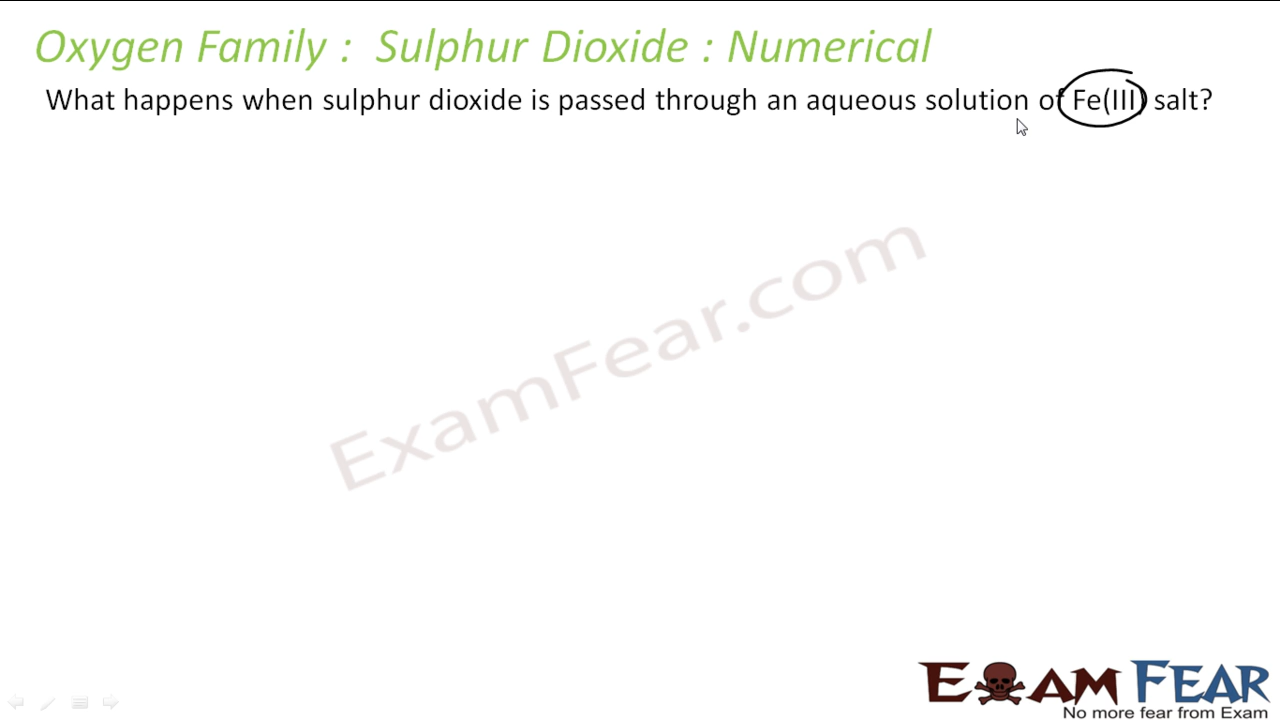 Oxygen Family : Sulphur Dioxide : Numerical
What happens when sulphur dioxide is passed through an aqueous solution of Fe(III) salt?
ExamFear.com
EXAM FEAR
No more fear from Exam